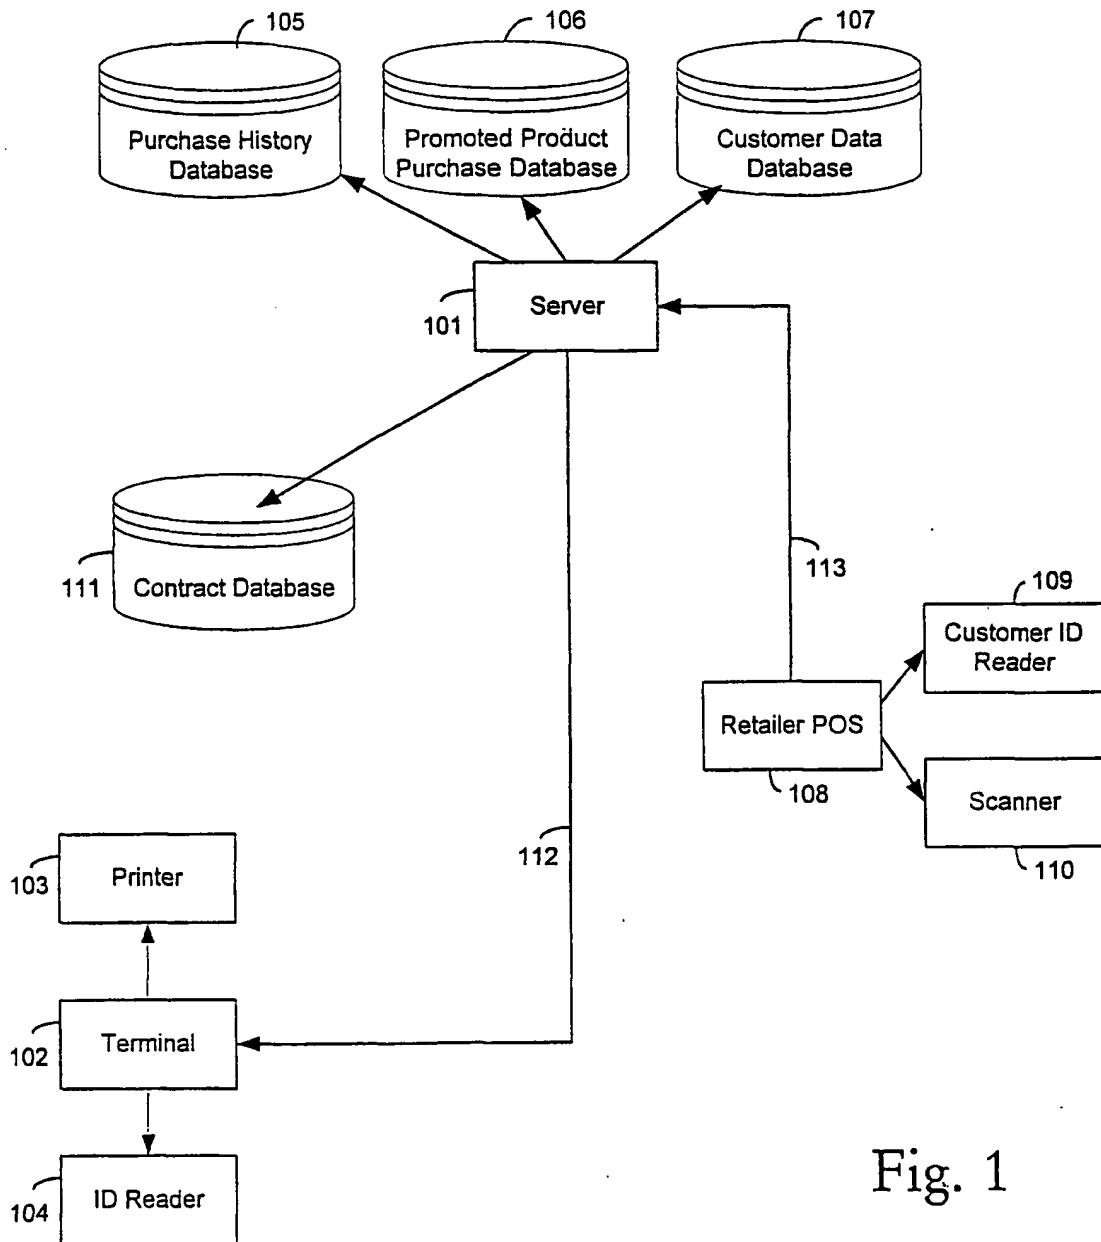 105
106
107
Purchase History
Database
Promoted Product
Purchase Database
Customer Data
Database
Server
101
Contract Database
111
113
109
Customer ID
Reader
Retailer POS
108
Scanner
110
112
Printer
103
Terminal
102
ID Reader
104
Fig. 1